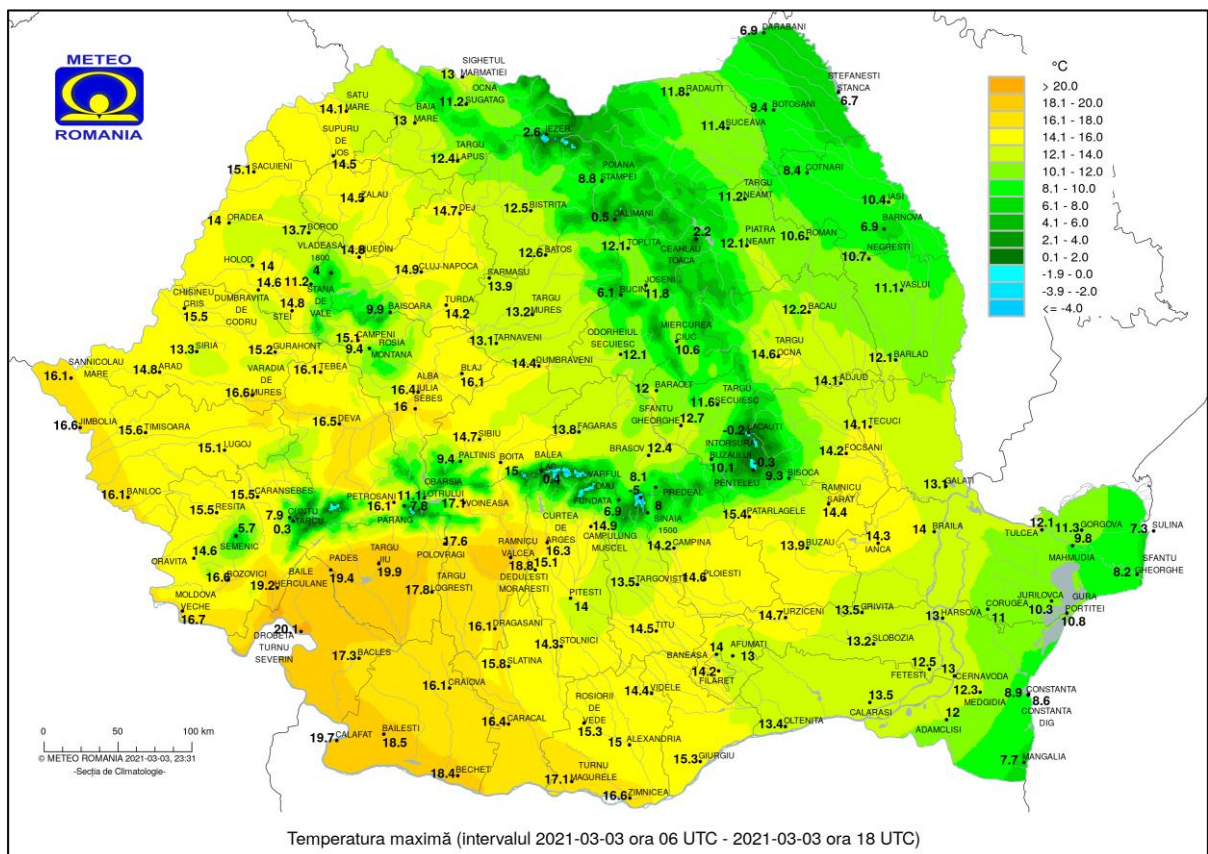 METEO
ROMANIA
°C
> 20.0
18.1 - 20.0
16.1 - 18.0
14.1 - 16.0
12.1 - 14.0
10.1 - 12.0
8.1 - 10.0
6.1 - 8.0
4.1 - 6.0
2.1 - 4.0
0.1 - 2.0
-1.9 - 0.0
-3.9 - -2.0
<= -4.0
6.9 DARABANI
STEFANESTI
STANCA
6.7
SIGHETUL
13 MARMATIEI
OCNA
11.2 SUGATAG
SATU
14.1 MARE
BAIA
13 MARE
11.8 RADAUTI
9.4 BOTOSANI
11.4 SUCEAVA
2.6 IEZER
SUPURU
DE
JOS
14.5
TARGU
12.4 LAPUS
POIANA
8.8 STAMPEI
8.4 COTNARI
15.1 SACUIENI
14.5 ZALAU
14.7 DEJ
12.5 BISTRITA
0.5 CALIMANI
TARGU
11.2 NEAMT
10.4 IASI
BARNOVA
6.9
14 ORADEA
13.7 BOROD
VLADEASA
1800
4
14.8 HUEDIN
12.6 BATOS
12.1 TOPLITA
2.2
CEAHLAU
TOACA
PIATRA
12.1 NEAMT
10.6 ROMAN
NEGRESTI
10.7
HOLOD
14
14.6
DUMBRAVITA
DE
CODRU
11.2
STANA
DE
VALE
14.9 CLUJ-NAPOCA
SARMASU
13.9
JOSENI
11.8
BUCIN
6.1
11.1 VASLUI
CHISINEU
CRIS
15.5
14.8
STEI
9.9 BAISOARA
TURDA
14.2
TARGU
13.2 MURES
12.2 BACAU
13.3 SIRIA
15.2 GURAHONT
15.1 CAMPENI
9.4 ROSIA
MONTANA
13.1 TARNAVENI
ODORHEIUL
SECUIESC
12.1
MIERCUREA
CIUC
10.6
TARGU
14.6 OCNA
12.1 BARLAD
SANNICOLAU
16.1 MARE
14.8 ARAD
VARADIA
DE
16.6 MURES
16.1 TEBEA
14.4 DUMBRAVENI
BLAJ
16.1
ALBA
16.4 JULIA
16 SEBES
12 BARAOLT
TARGU
11.6 SECUIESC
14.1 ADJUD
16.6 JIMBOLIA
15.6 TIMISOARA
16.5 DEVA
14.7 SIBIU
13.8 FAGARAS
SFANTU
GHEORGHE 12.7
-0.2 LACAUTI
14.1 TECUCI
15.1 LUGOJ
9.4 PALTINIS
BOITA
15
BALEA
LAC
0.4
BRASOV 12.4
INTORSURA
BUZAULUI
10.1
-0.3
PENTELEU
9.3 BISOCA
14.2 FOCSANI
16.1 BANLOC
15.5 CARANSEBES
15.5 RESITA
7.9 CUNTU
TARCU
0.3
PETROSANI
16.1
PARANG
7.8
OBARSIA
11.1 LOTRULUI
17.1 VOINEASA
VARFUL
OMU
-5
8.1
PREDEAL
FUNDATA
6.9
8
SINAIA
1500
RAMNICU
SARAT
14.4
13.1 GALATI
5.7
SEMENIC
17.6
POLOVRAGI
RAMNICU
VALCEA
18.8
CURTEA
DE
ARGES
16.3
15.1
DEDULESTI
MORARESTI
14.9
CAMPULUNG
MUSCEL
14.2 CAMPINA
15.4 PATARLAGELE
13.9 BUZAU
14.3
IANCA
14 BRAILA
12.1
TULCEA
11.3 GORGOVA
9.8
MAHMUDIA
7.3 SULINA
14.6
ORAVITA
16.6 BOZOVICI
BAILE
HERCULANE
19.2
PADES
19.4
TARGU
JIU
19.9
TARGU
17.8 LOGRESTI
13.5 TARGOVISTE
14.6 PLOIESTI
SFANTU
8.2 GHEORGHE
MOLDOVA
VECHE
16.7
20.1
DROBETA
TURNU
SEVERIN
16.1 DRAGASANI
PITESTI
14
14.5 TITU
14.7 URZICENI
13.5 GRIVITA
13 HARSOVA
CORUGEA
11
JURILOVCA
10.3
GURA
PORTITEI
10.8
17.3 BACLES
15.8 SLATINA
14.3 STOLNICI
BANEASA
14
AFUMATI
13
14.2
FILARET
13.2 SLOBOZIA
12.5
FETESTI
13
CERNAVODA
12.3
MEDGIDIA
8.9 CONSTANTA
8.6
CONSTANTA
DIG
16.1 CRAIOVA
ROSIORII
DE
VEDE
15.3
14.4 VIDELE
13.5
CALARASI
12
ADAMCLISI
19.7 CALAFAT
BAILESTI
18.5
16.4 CARACAL
15 ALEXANDRIA
15.3 GIURGIU
13.4 OLTENITA
7.7 MANGALIA
18.4 BECHET
TURNU
17.1 MAGURELE
16.6 ZIMNICEA
0 50 100 km
© METEO ROMANIA 2021-03-03, 23:31
-Secția de Climatologie-
Temperatura maximă (intervalul 2021-03-03 ora 06 UTC - 2021-03-03 ora 18 UTC)